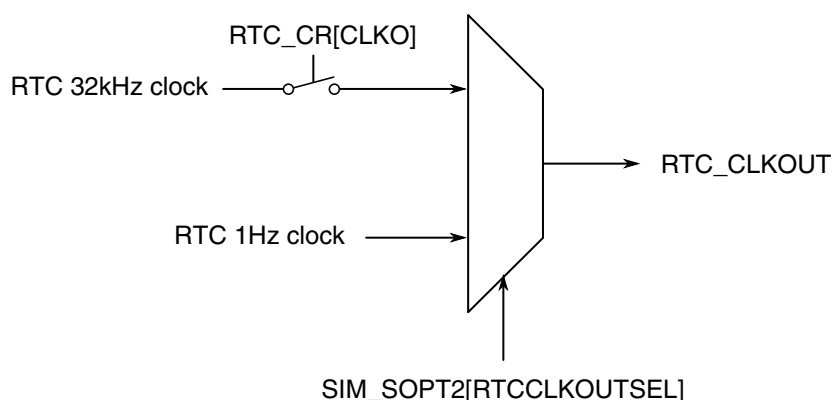 RTC_CR[CLKO]
RTC 32kHz clock
RTC_CLKOUT
RTC 1Hz clock
SIM_SOPT2[RTCCLKOUTSEL]